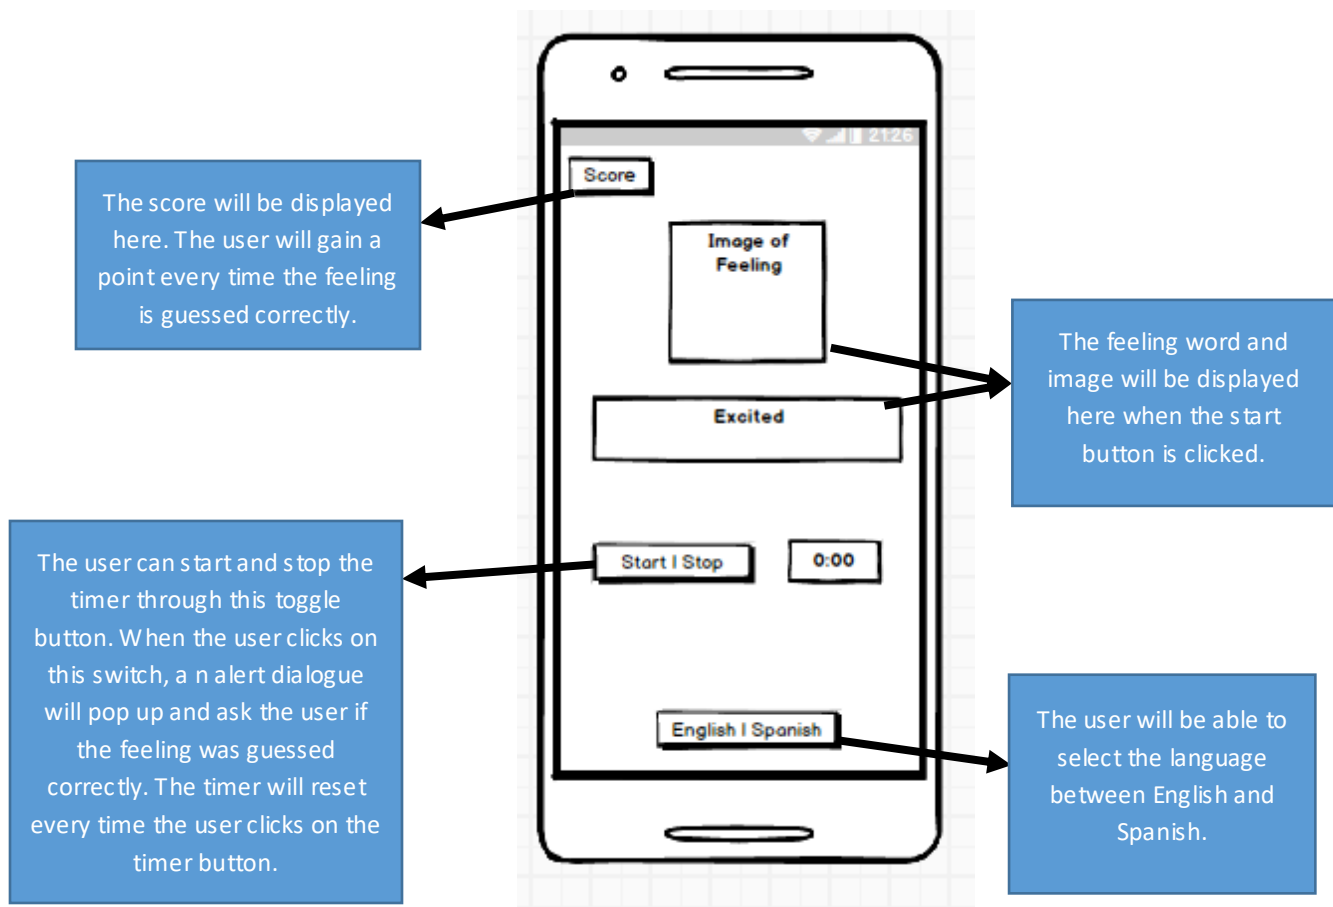 21:26
Score
The score will be displayed
here. The user will gain a
point every time the feeling
is guessed correctly.
Image of
Feeling
The feeling word and
image will be displayed
here when the start
button is clicked.
Excited
The user can start and stop the
timer through this toggle
button. When the user clicks on
this switch, a n alert dialogue
will pop up and ask the user if
the feeling was guessed
correctly. The timer will reset
every time the user clicks on the
timer button.
Start | Stop
0:00
English | Spanish
The user will be able to
select the language
between English and
Spanish.